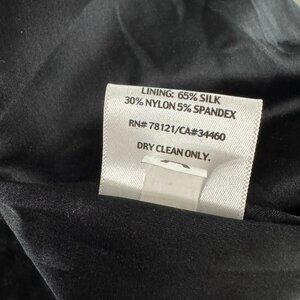 LINING: 65% SILK
30% NYLON 5% SPANDEX
RN# 78121/CA#34460
DRY CLEAN ONLY.